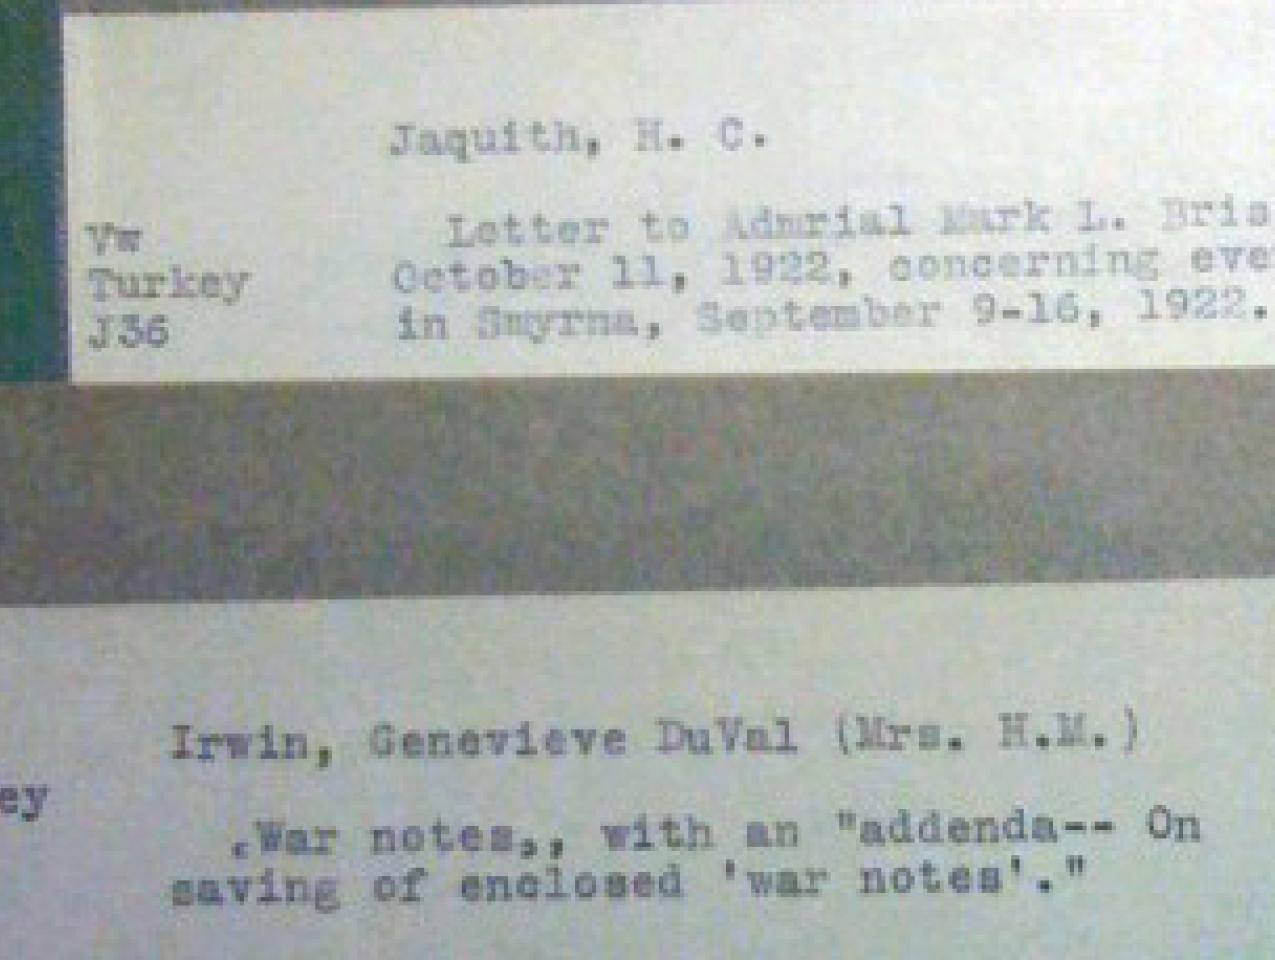 Jaquith, H. C.
Vw
Turkey
J36
Letter to Admrial Mark L. Bris
October 11, 1922, concerning eve
in Smyrna, September 9-16, 1922.
Irwin, Genevieve DuVal (Mrs. H.M.)
ey
.War notes,, with an "addenda-- On
saving of enclosed 'war notes'."